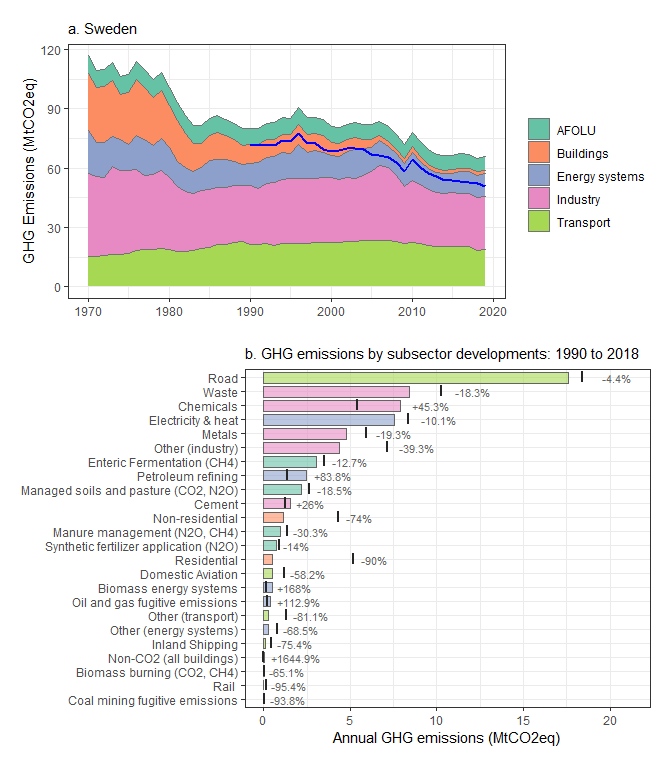 a. Sweden
GHG Emissions (MtCO2eq)
120
90
60
30
0
1970
1980
1990
2000
2010
2020
AFOLU
Buildings
Energy systems
Industry
Transport
b. GHG emissions by subsector developments: 1990 to 2018
Road -4.4%
Waste -18.3%
Chemicals +45.3%
Electricity & heat -10.1%
Metals -19.3%
Other (industry) -39.3%
Enteric Fermentation (CH4) -12.7%
Petroleum refining +83.8%
Managed soils and pasture (CO2, N2O) -18.5%
Cement +26%
Non-residential -74%
Manure management (N2O, CH4) -30.3%
Synthetic fertilizer application (N2O) -14%
Residential -90%
Domestic Aviation -58.2%
Biomass energy systems +168%
Oil and gas fugitive emissions +112.9%
Other (transport) -81.1%
Other (energy systems) -68.5%
Inland Shipping -75.4%
Non-CO2 (all buildings) +1644.9%
Biomass burning (CO2, CH4) -65.1%
Rail -95.4%
Coal mining fugitive emissions -93.8%
0 5 10 15 20
Annual GHG emissions (MtCO2eq)